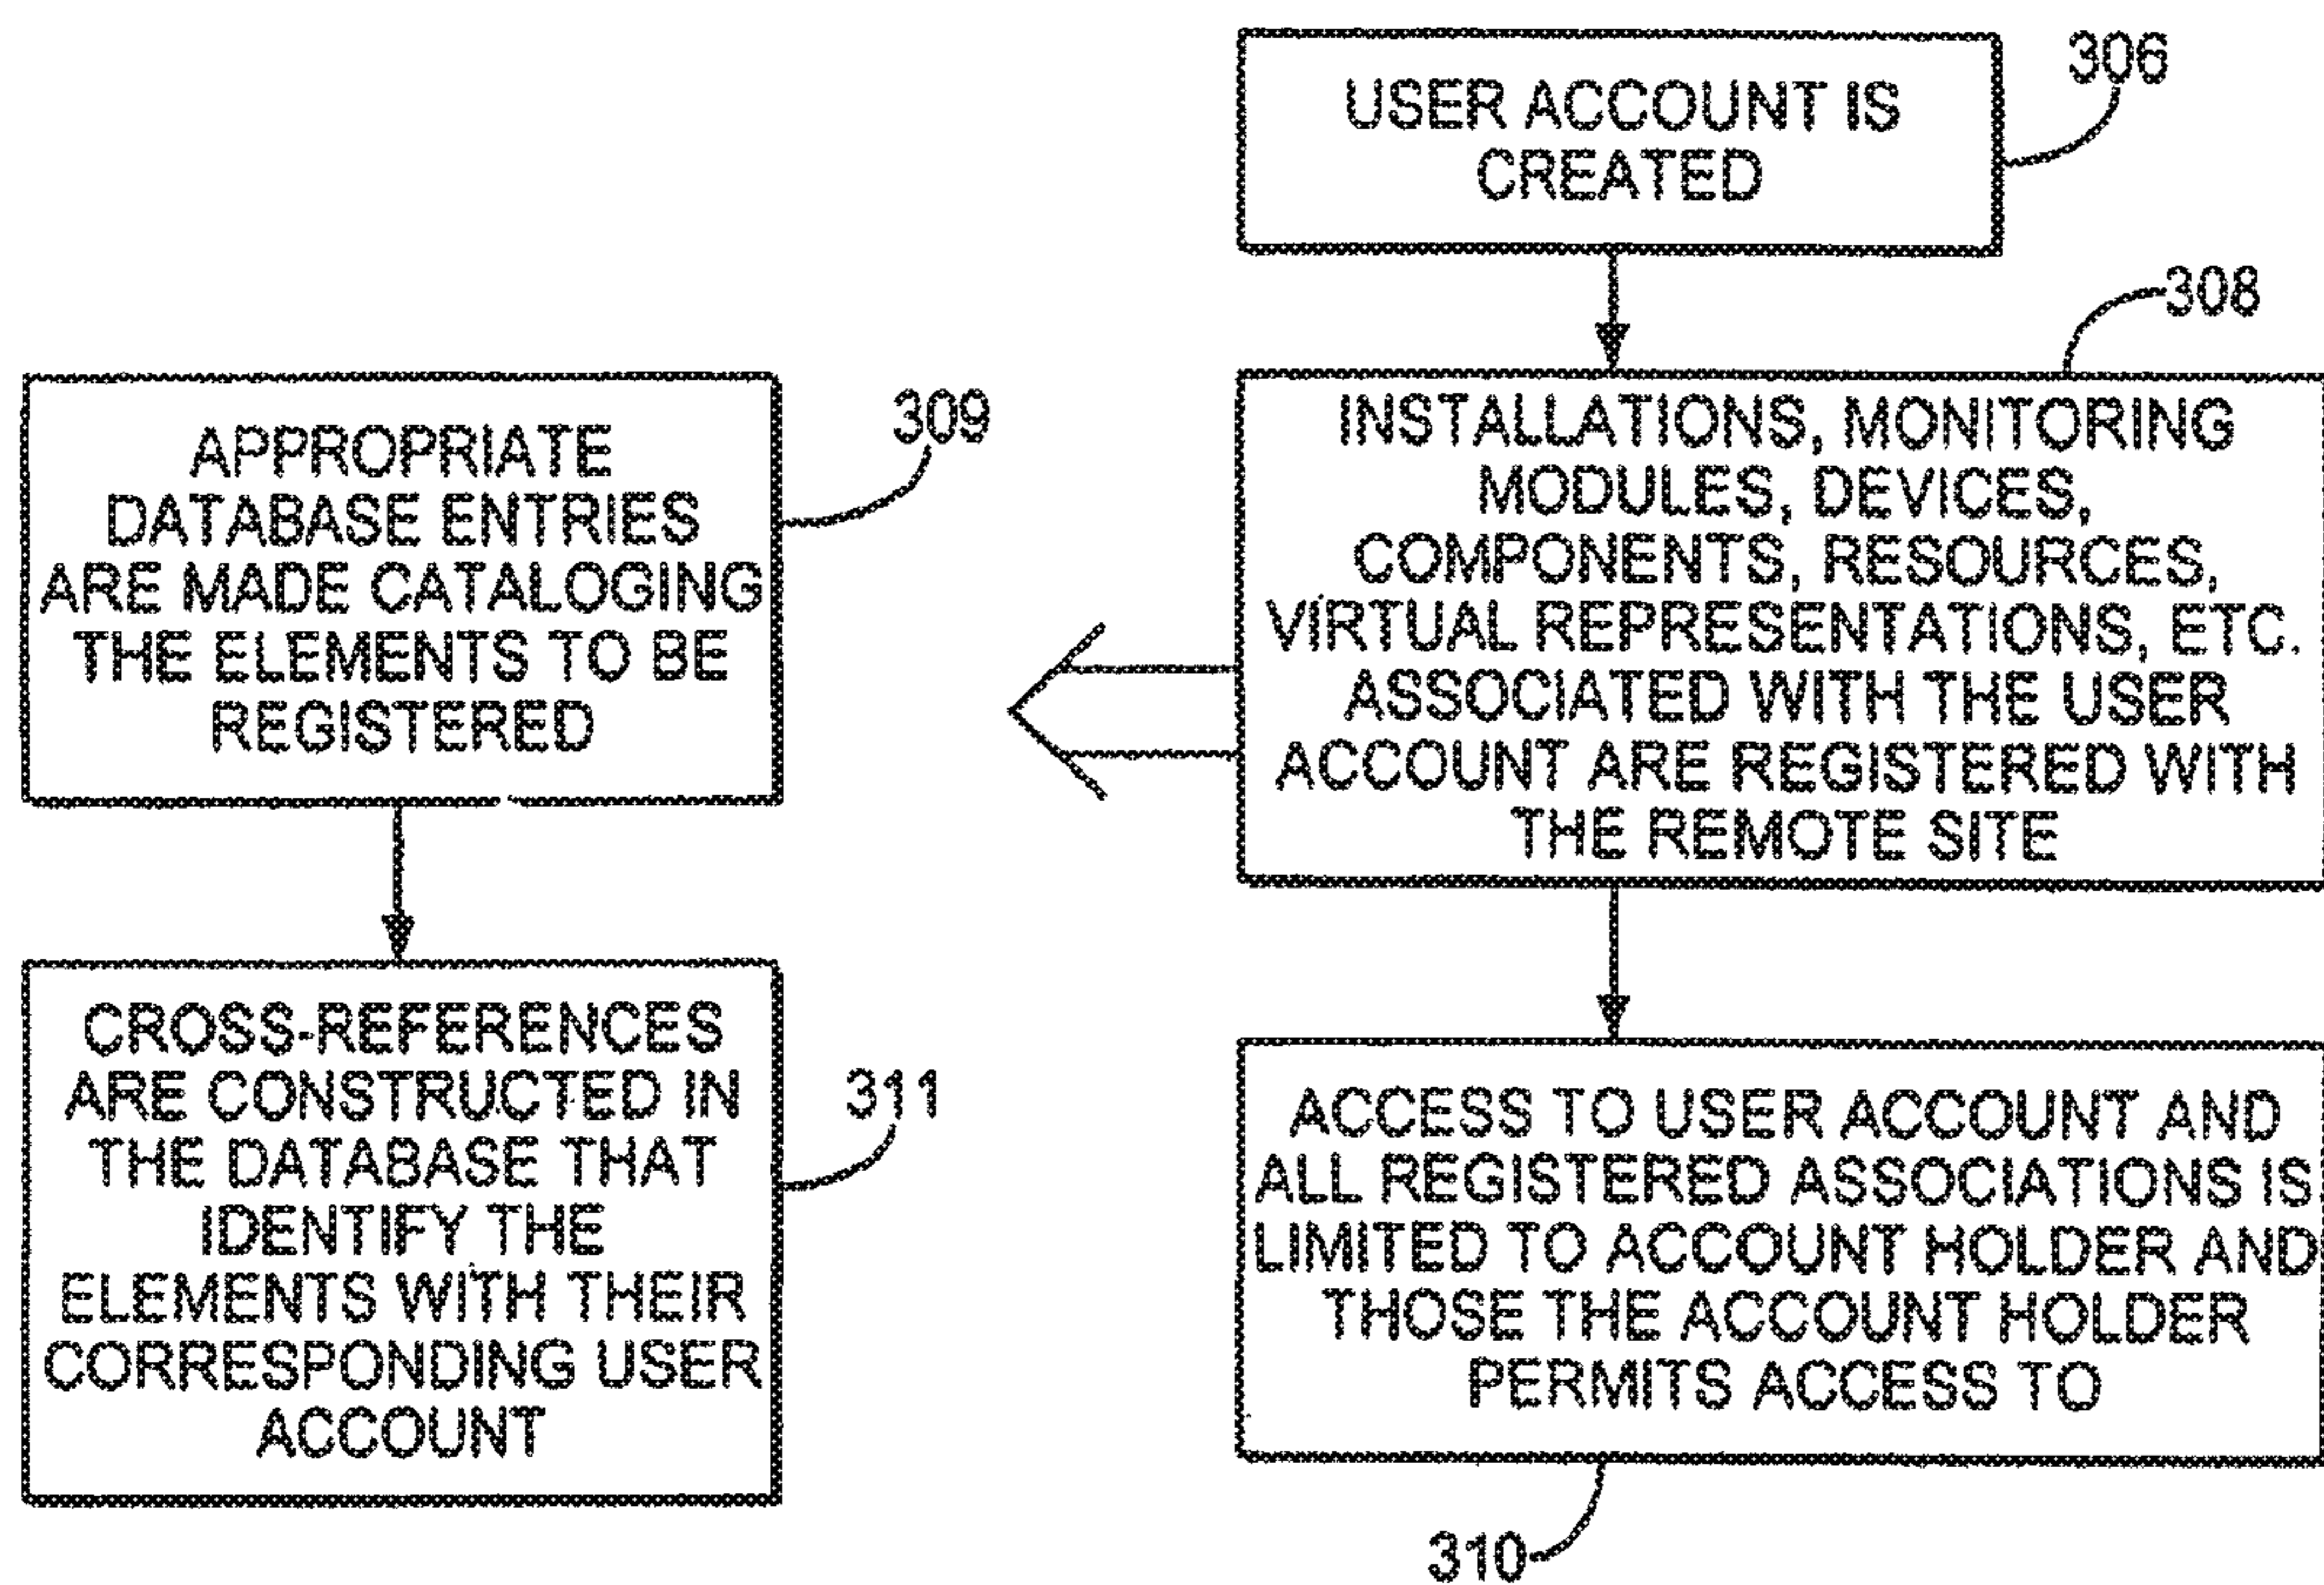 USER ACCOUNT IS
CREATED
306
308
INSTALLATIONS, MONITORING
MODULES, DEVICES,
COMPONENTS, RESOURCES,
VIRTUAL REPRESENTATIONS, ETC.
ASSOCIATED WITH THE USER
ACCOUNT ARE REGISTERED WITH
THE REMOTE SITE
309
APPROPRIATE
DATABASE ENTRIES
ARE MADE CATALOGING
THE ELEMENTS TO BE
REGISTERED
CROSS-REFERENCES
ARE CONSTRUCTED IN
THE DATABASE THAT
IDENTIFY THE
ELEMENTS WITH THEIR
CORRESPONDING USER
ACCOUNT
311
ACCESS TO USER ACCOUNT AND
ALL REGISTERED ASSOCIATIONS IS
LIMITED TO ACCOUNT HOLDER AND
THOSE THE ACCOUNT HOLDER
PERMITS ACCESS TO
310